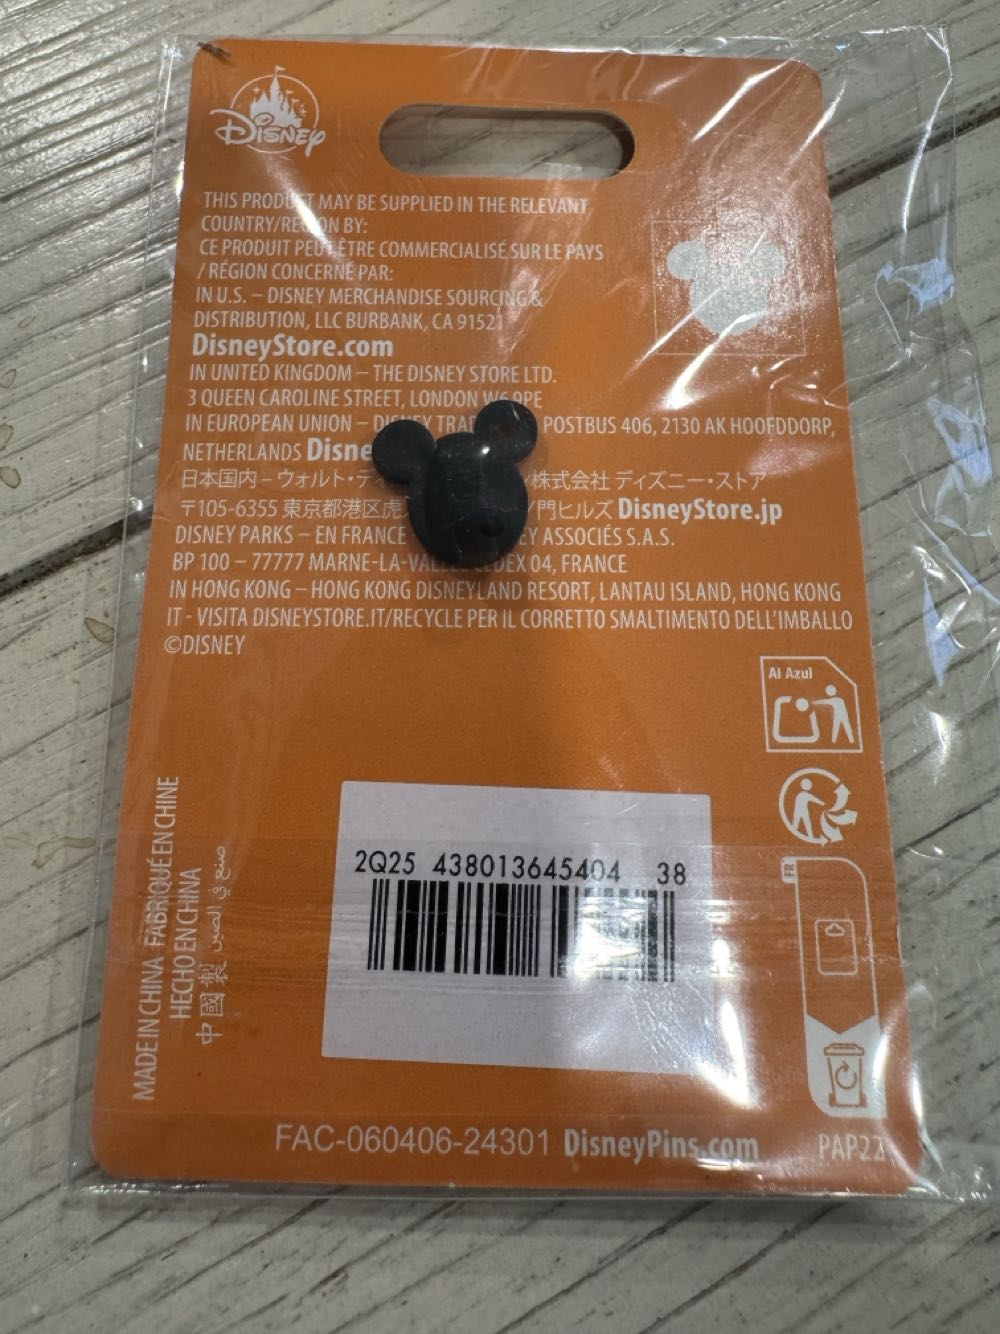 Disney
THIS PRODUCT MAY BE SUPPLIED IN THE RELEVANT
COUNTRY/REGION BY:
CE PRODUIT PEUT ÊTRE COMMERCIALISÉ SUR LE PAYS
/ RÉGION CONCERNÉ PAR:
IN U.S. – DISNEY MERCHANDISE SOURCING &
DISTRIBUTION, LLC BURBANK, CA 91521
DisneyStore.com
IN UNITED KINGDOM – THE DISNEY STORE LTD.
3 QUEEN CAROLINE STREET, LONDON W6 9PE
IN EUROPEAN UNION – DISNEY TRAD POSTBUS 406, 2130 AK HOOFDDORP,
NETHERLANDS Disne
日本国内 – ウォルト・デ 株式会社 ディズニー・ストア
〒105-6355 東京都港区虎 門ヒルズ DisneyStore.jp
DISNEY PARKS – EN FRANCE EY ASSOCIÉS S.A.S.
BP 100 – 77777 MARNE-LA-VALLÉE CEDEX 04, FRANCE
IN HONG KONG – HONG KONG DISNEYLAND RESORT, LANTAU ISLAND, HONG KONG
IT - VISITA DISNEYSTORE.IT/RECYCLE PER IL CORRETTO SMALTIMENTO DELL'IMBALLO
©DISNEY
Al Azul
MADE IN CHINA FABRIQUÉ EN CHINE
HECHO EN CHINA
中國製 صنع في الصين
2Q25 438013645404 38
FR
FAC-060406-24301 DisneyPins.com PAP22